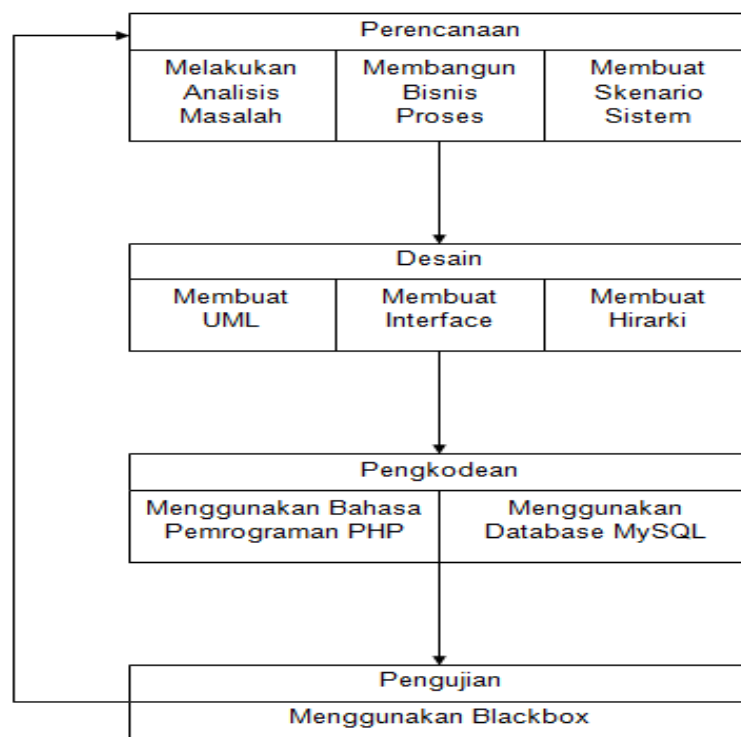 Perencanaan
Melakukan
Analisis
Masalah
Membangun
Bisnis
Proses
Membuat
Skenario
Sistem
Desain
Membuat
UML
Membuat
Interface
Membuat
Hirarki
Pengkodean
Menggunakan Bahasa
Pemrograman PHP
Menggunakan
Database MySQL
Pengujian
Menggunakan Blackbox